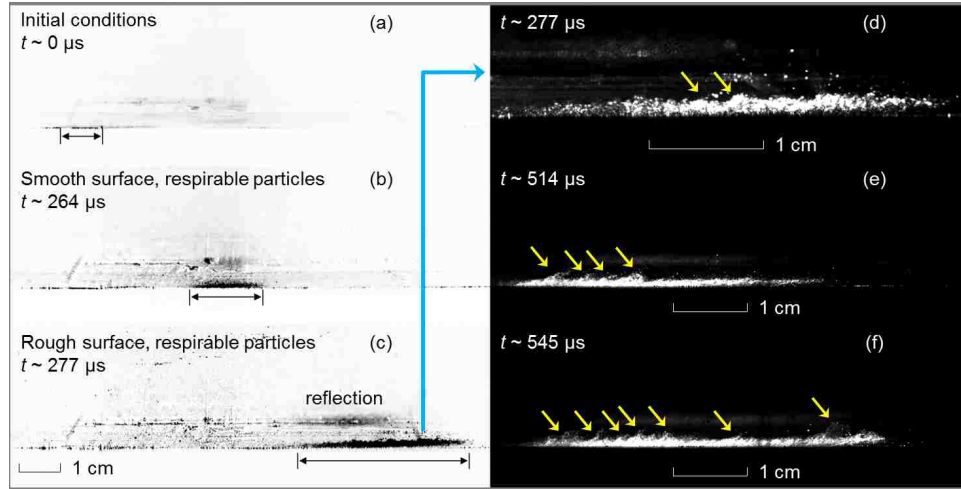 Initial conditions
t ~ 0 µs
(a)
Smooth surface, respirable particles
t ~ 264 µs
(b)
Rough surface, respirable particles
t ~ 277 µs
(c)
reflection
1 cm
t ~ 277 µs
(d)
1 cm
t ~ 514 µs
(e)
1 cm
t ~ 545 µs
(f)
1 cm